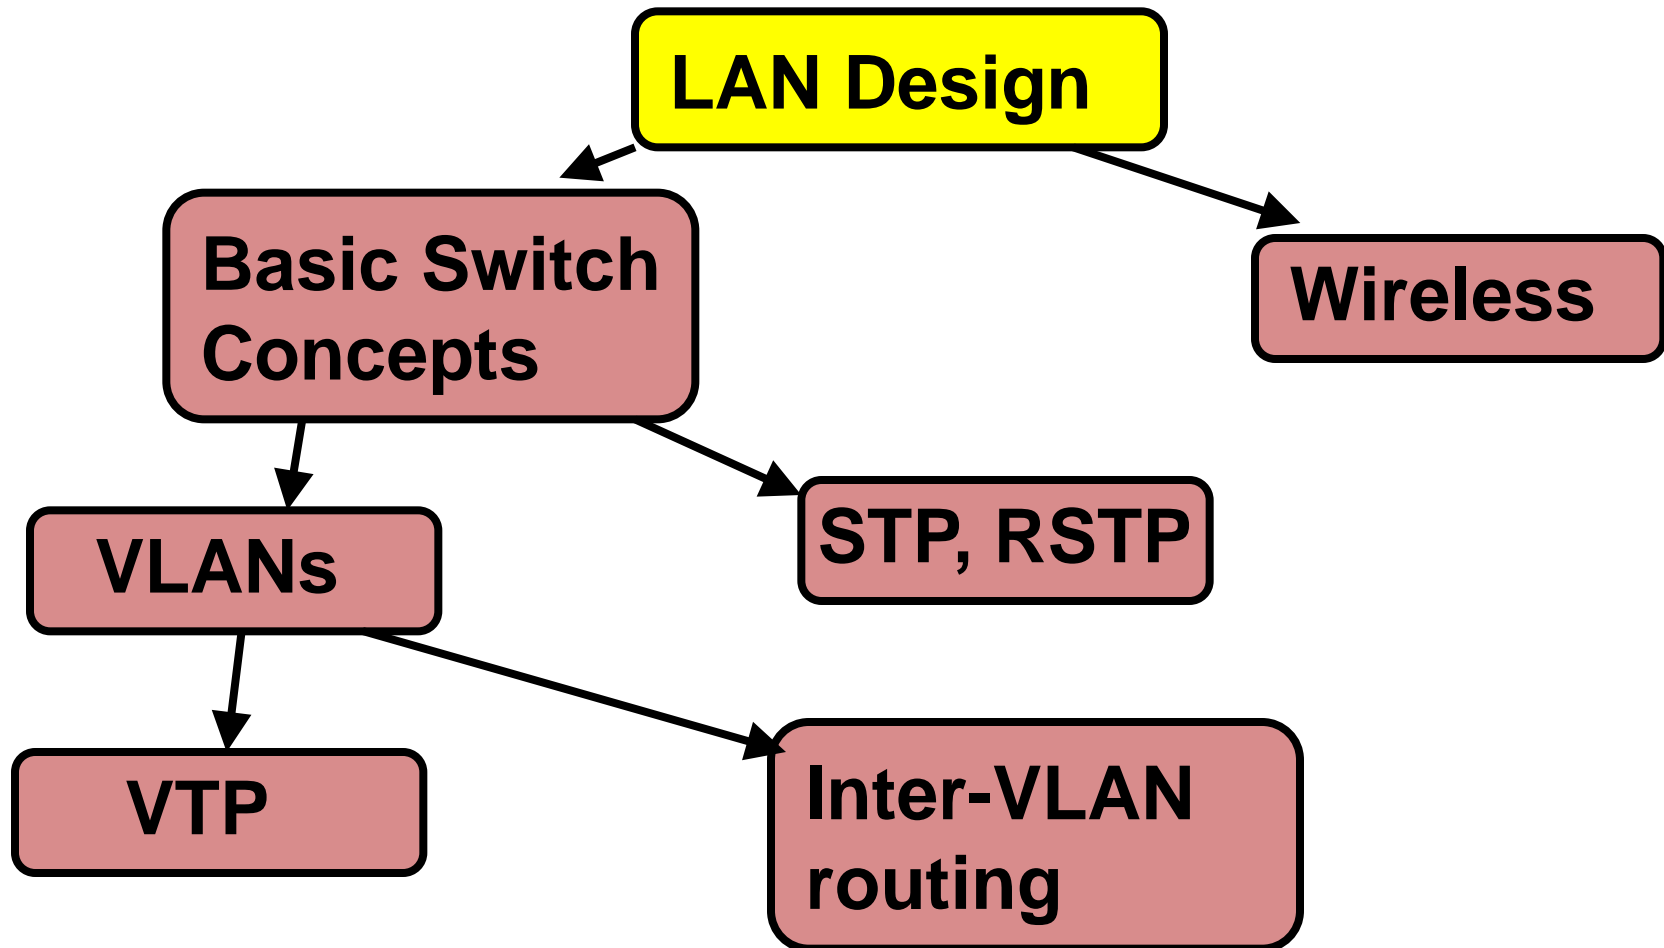 LAN Design
Basic Switch
Concepts
Wireless
STP, RSTP
VLANs
VTP
Inter-VLAN
routing